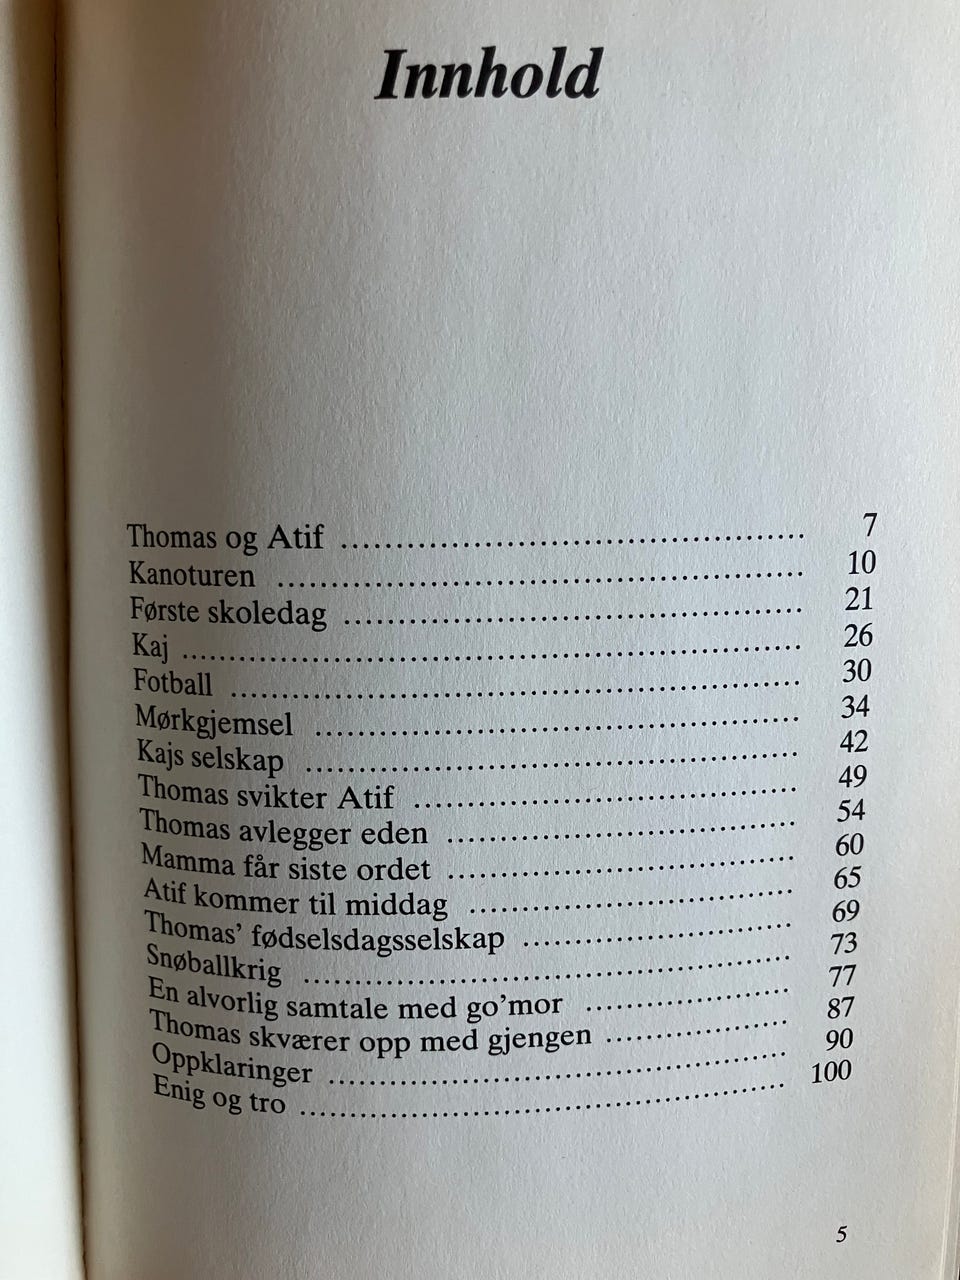 Innhold
Thomas og Atif ........................................ 7
Kanoturen ........................................ 10
Første skoledag ........................................ 21
Kaj ........................................ 26
Fotball ........................................ 30
Mørkgjemsel ........................................ 34
Kajs selskap ........................................ 42
Thomas svikter Atif ........................................ 49
Thomas avlegger eden ........................................ 54
Mamma får siste ordet ........................................ 60
Atif kommer til middag ........................................ 65
Thomas’ fødselsdagsselskap ........................................ 69
Snøballkrig ........................................ 73
En alvorlig samtale med go’mor ........................................ 77
Thomas skværer opp med gjengen ........................................ 87
Oppklaringer ........................................ 90
Enig og tro ........................................ 100
5